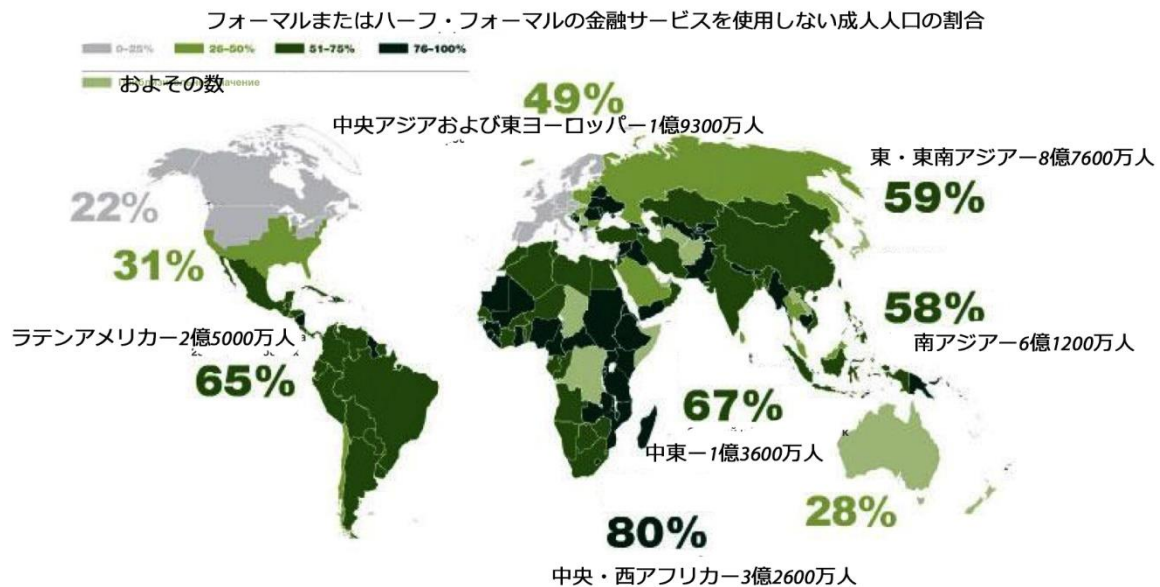 フォーマルまたはハーフ・フォーマルの金融サービスを使用しない成人人口の割合
0–25% 26–50% 51–75% 76–100%
およその数
49%
中央アジアおよび東ヨーロッパー1億9300万人
東・東南アジアー8億7600万人
59%
22%
31%
58%
南アジアー6億1200万人
ラテンアメリカー2億5000万人
65%
67%
中東ー1億3600万人
28%
80%
中央・西アフリカー3億2600万人